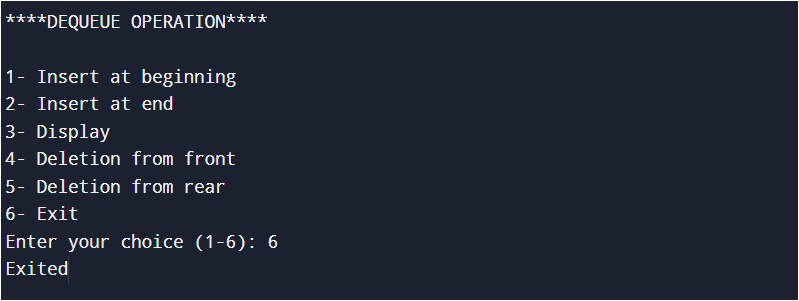 ****DEQUEUE OPERATION****
1- Insert at beginning
2- Insert at end
3- Display
4- Deletion from front
5- Deletion from rear
6- Exit
Enter your choice (1-6): 6
Exited